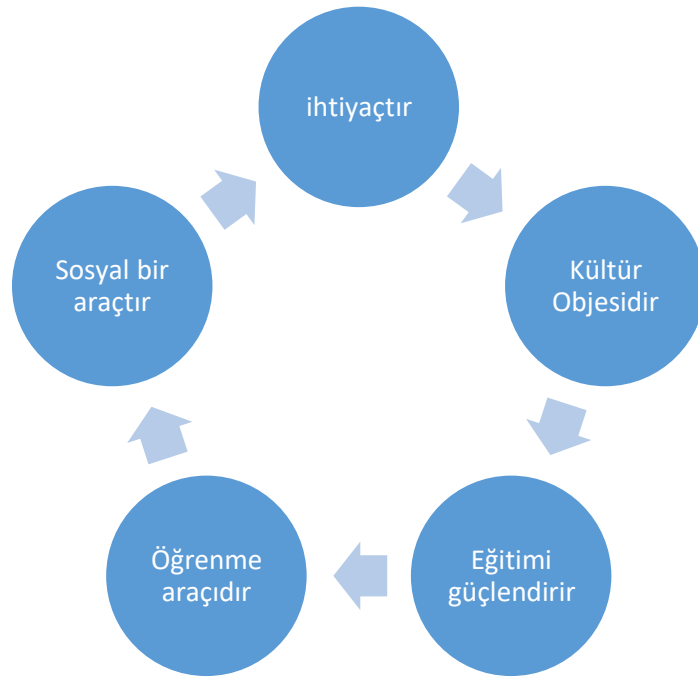 ihtiyaçtır
Kültür
Objesidir
Eğitimi
güçlendirir
Öğrenme
araçıdır
Sosyal bir
araçtır